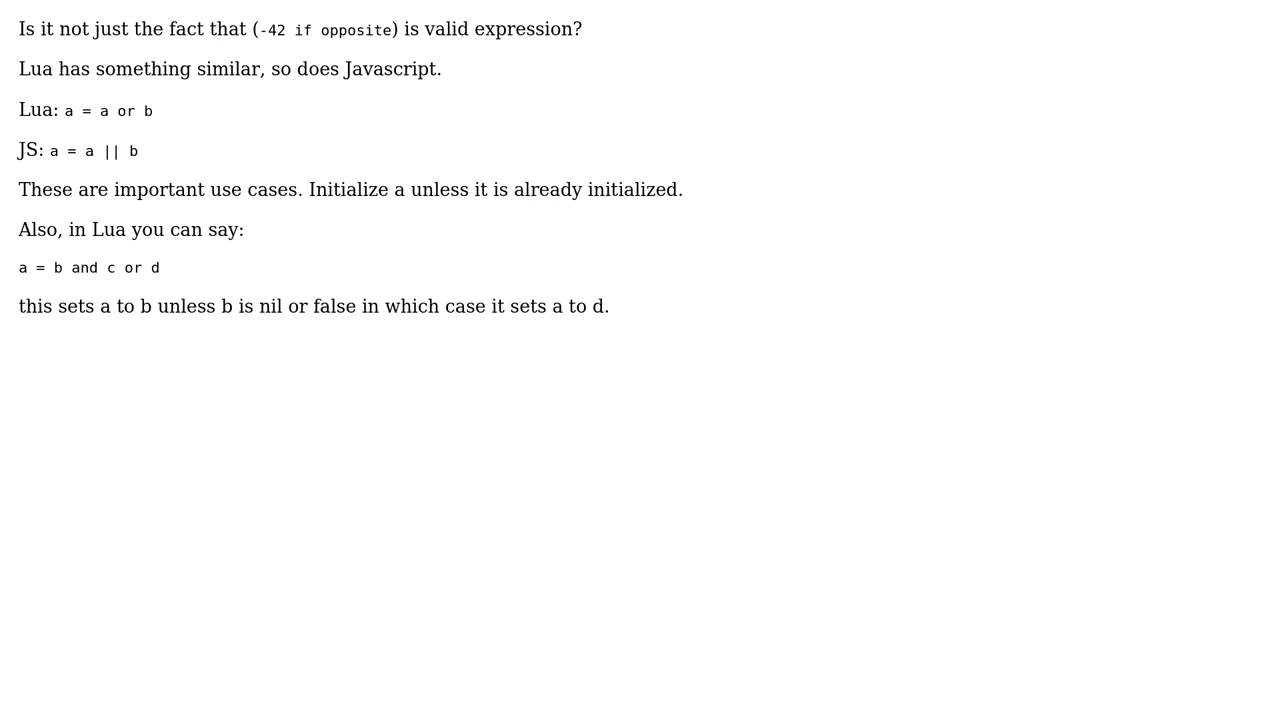 Is it not just the fact that (-42 if opposite) is valid expression?
Lua has something similar, so does Javascript.
Lua: a = a or b
JS: a = a || b
These are important use cases. Initialize a unless it is already initialized.
Also, in Lua you can say:
a = b and c or d
this sets a to b unless b is nil or false in which case it sets a to d.